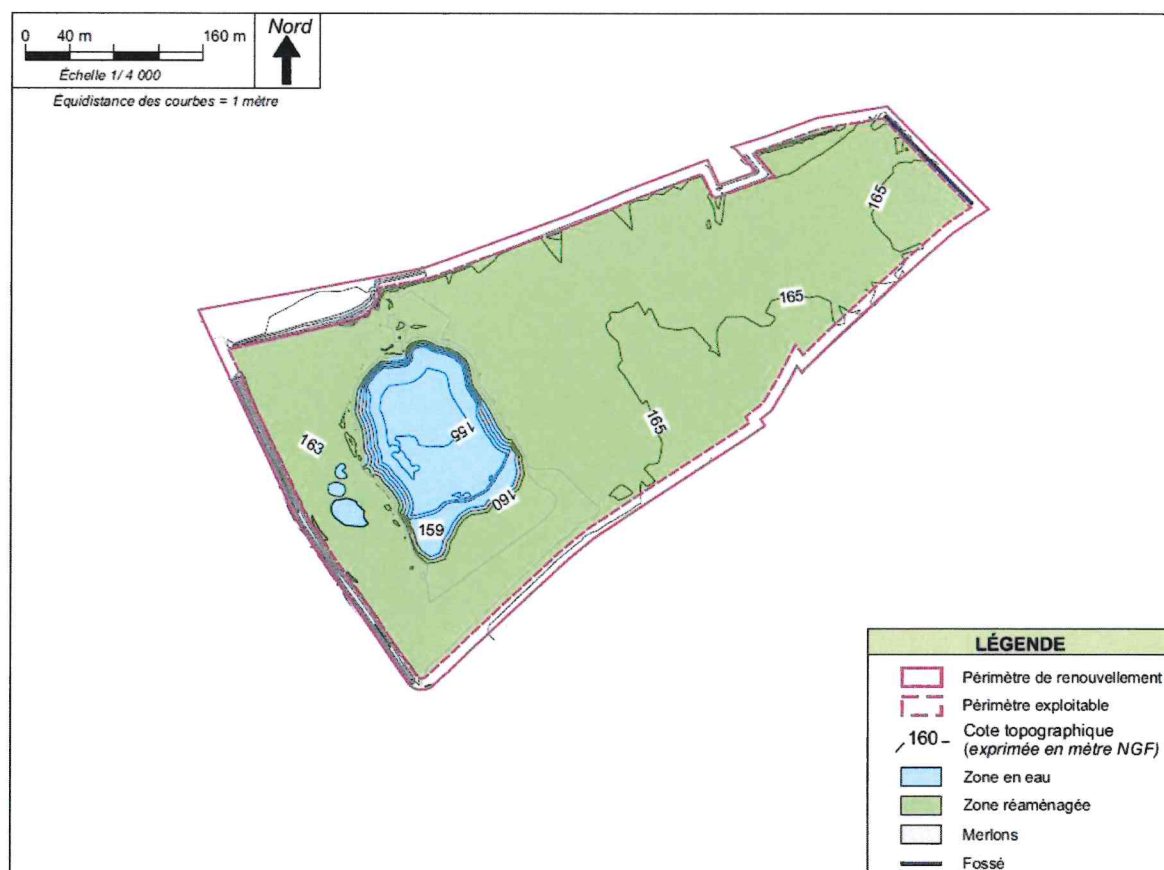 0 40 m 160 m
Échelle 1/ 4 000
Nord
Équidistance des courbes = 1 mètre
165
165
165
163
155
160
159
LÉGENDE
Périmètre de renouvellement
Périmètre exploitable
160
Cote topographique
(exprimée en mètre NGF)
Zone en eau
Zone réaménagée
Merlons
Fossé